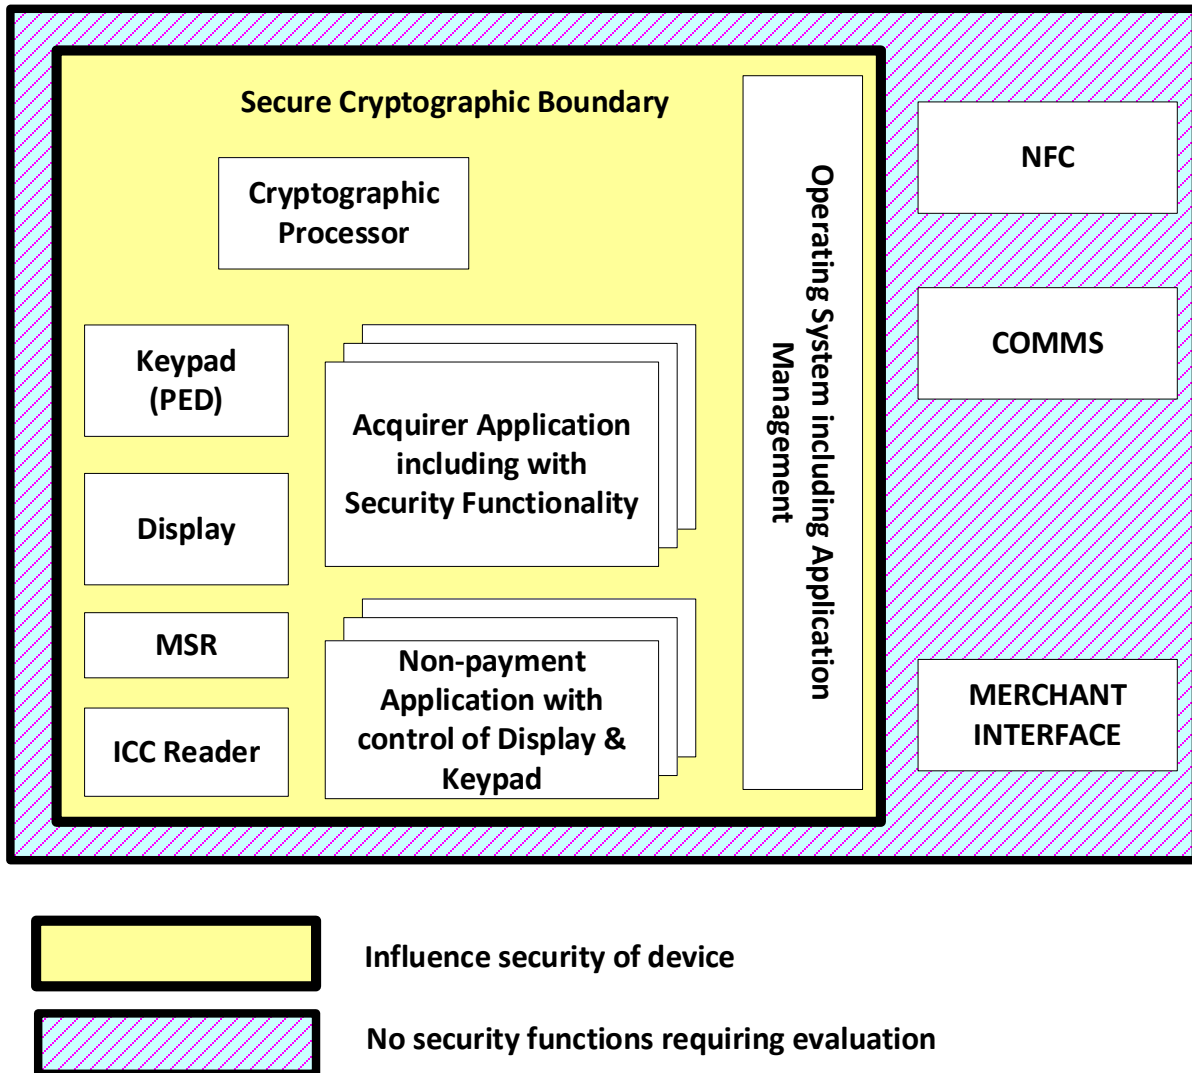 Secure Cryptographic Boundary
Cryptographic
Processor
Keypad
(PED)
Display
MSR
ICC Reader
Acquirer Application
including with
Security Functionality
Non-payment
Application with
control of Display &
Keypad
Operating System including Application
Management
NFC
COMMS
MERCHANT
INTERFACE
Influence security of device
No security functions requiring evaluation